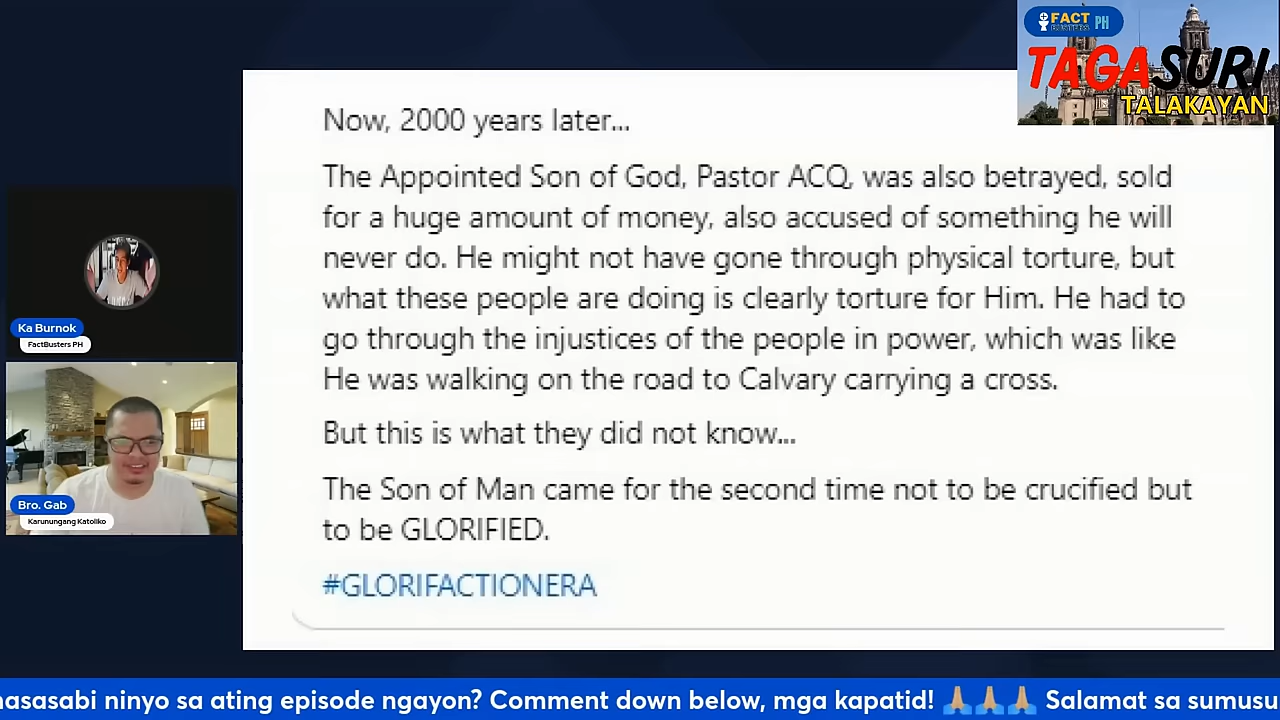 FACT
BUSTERS
PH
TAGASURI
TALAKAYAN
Now, 2000 years later...
The Appointed Son of God, Pastor ACQ, was also betrayed, sold
for a huge amount of money, also accused of something he will
never do. He might not have gone through physical torture, but
what these people are doing is clearly torture for Him. He had to
go through the injustices of the people in power, which was like
He was walking on the road to Calvary carrying a cross.
But this is what they did not know...
The Son of Man came for the second time not to be crucified but
to be GLORIFIED.
#GLORIFACTIONERA
Ka Burnok
FactBusters PH
Bro. Gab
Karunungang Katoliko
nasasabi ninyo sa ating episode ngayon? Comment down below, mga kapatid! 🙏🏽🙏🏽🙏🏽 Salamat sa sumusu